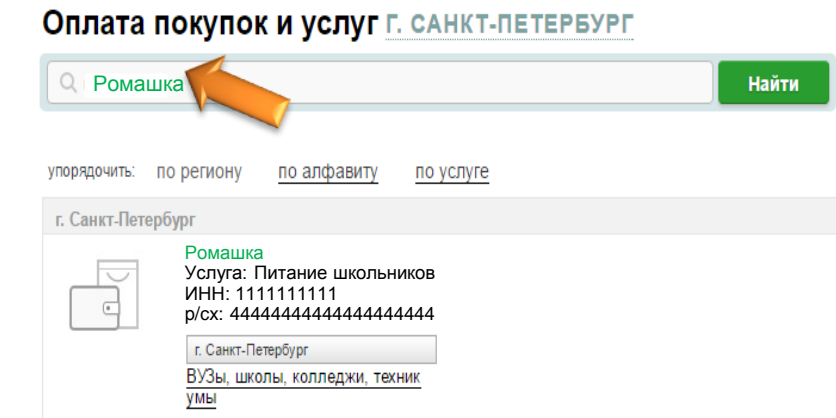 Оплата покупок и услуг Г. САНКТ-ПЕТЕРБУРГ
Ромашка
Найти
упорядочить: по региону по алфавиту по услуге
г. Санкт-Петербург
Ромашка
Услуга: Питание школьников
ИНН: 1111111111
р/сх: 44444444444444444444
г. Санкт-Петербург
ВУЗы, школы, колледжи, техник
умы